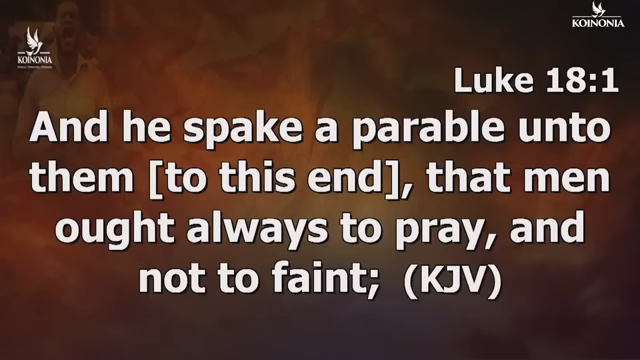 KOINONIA
KOINONIA
Luke 18:1
And he spake a parable unto
them [to this end], that men
ought always to pray, and
not to faint; (KJV)